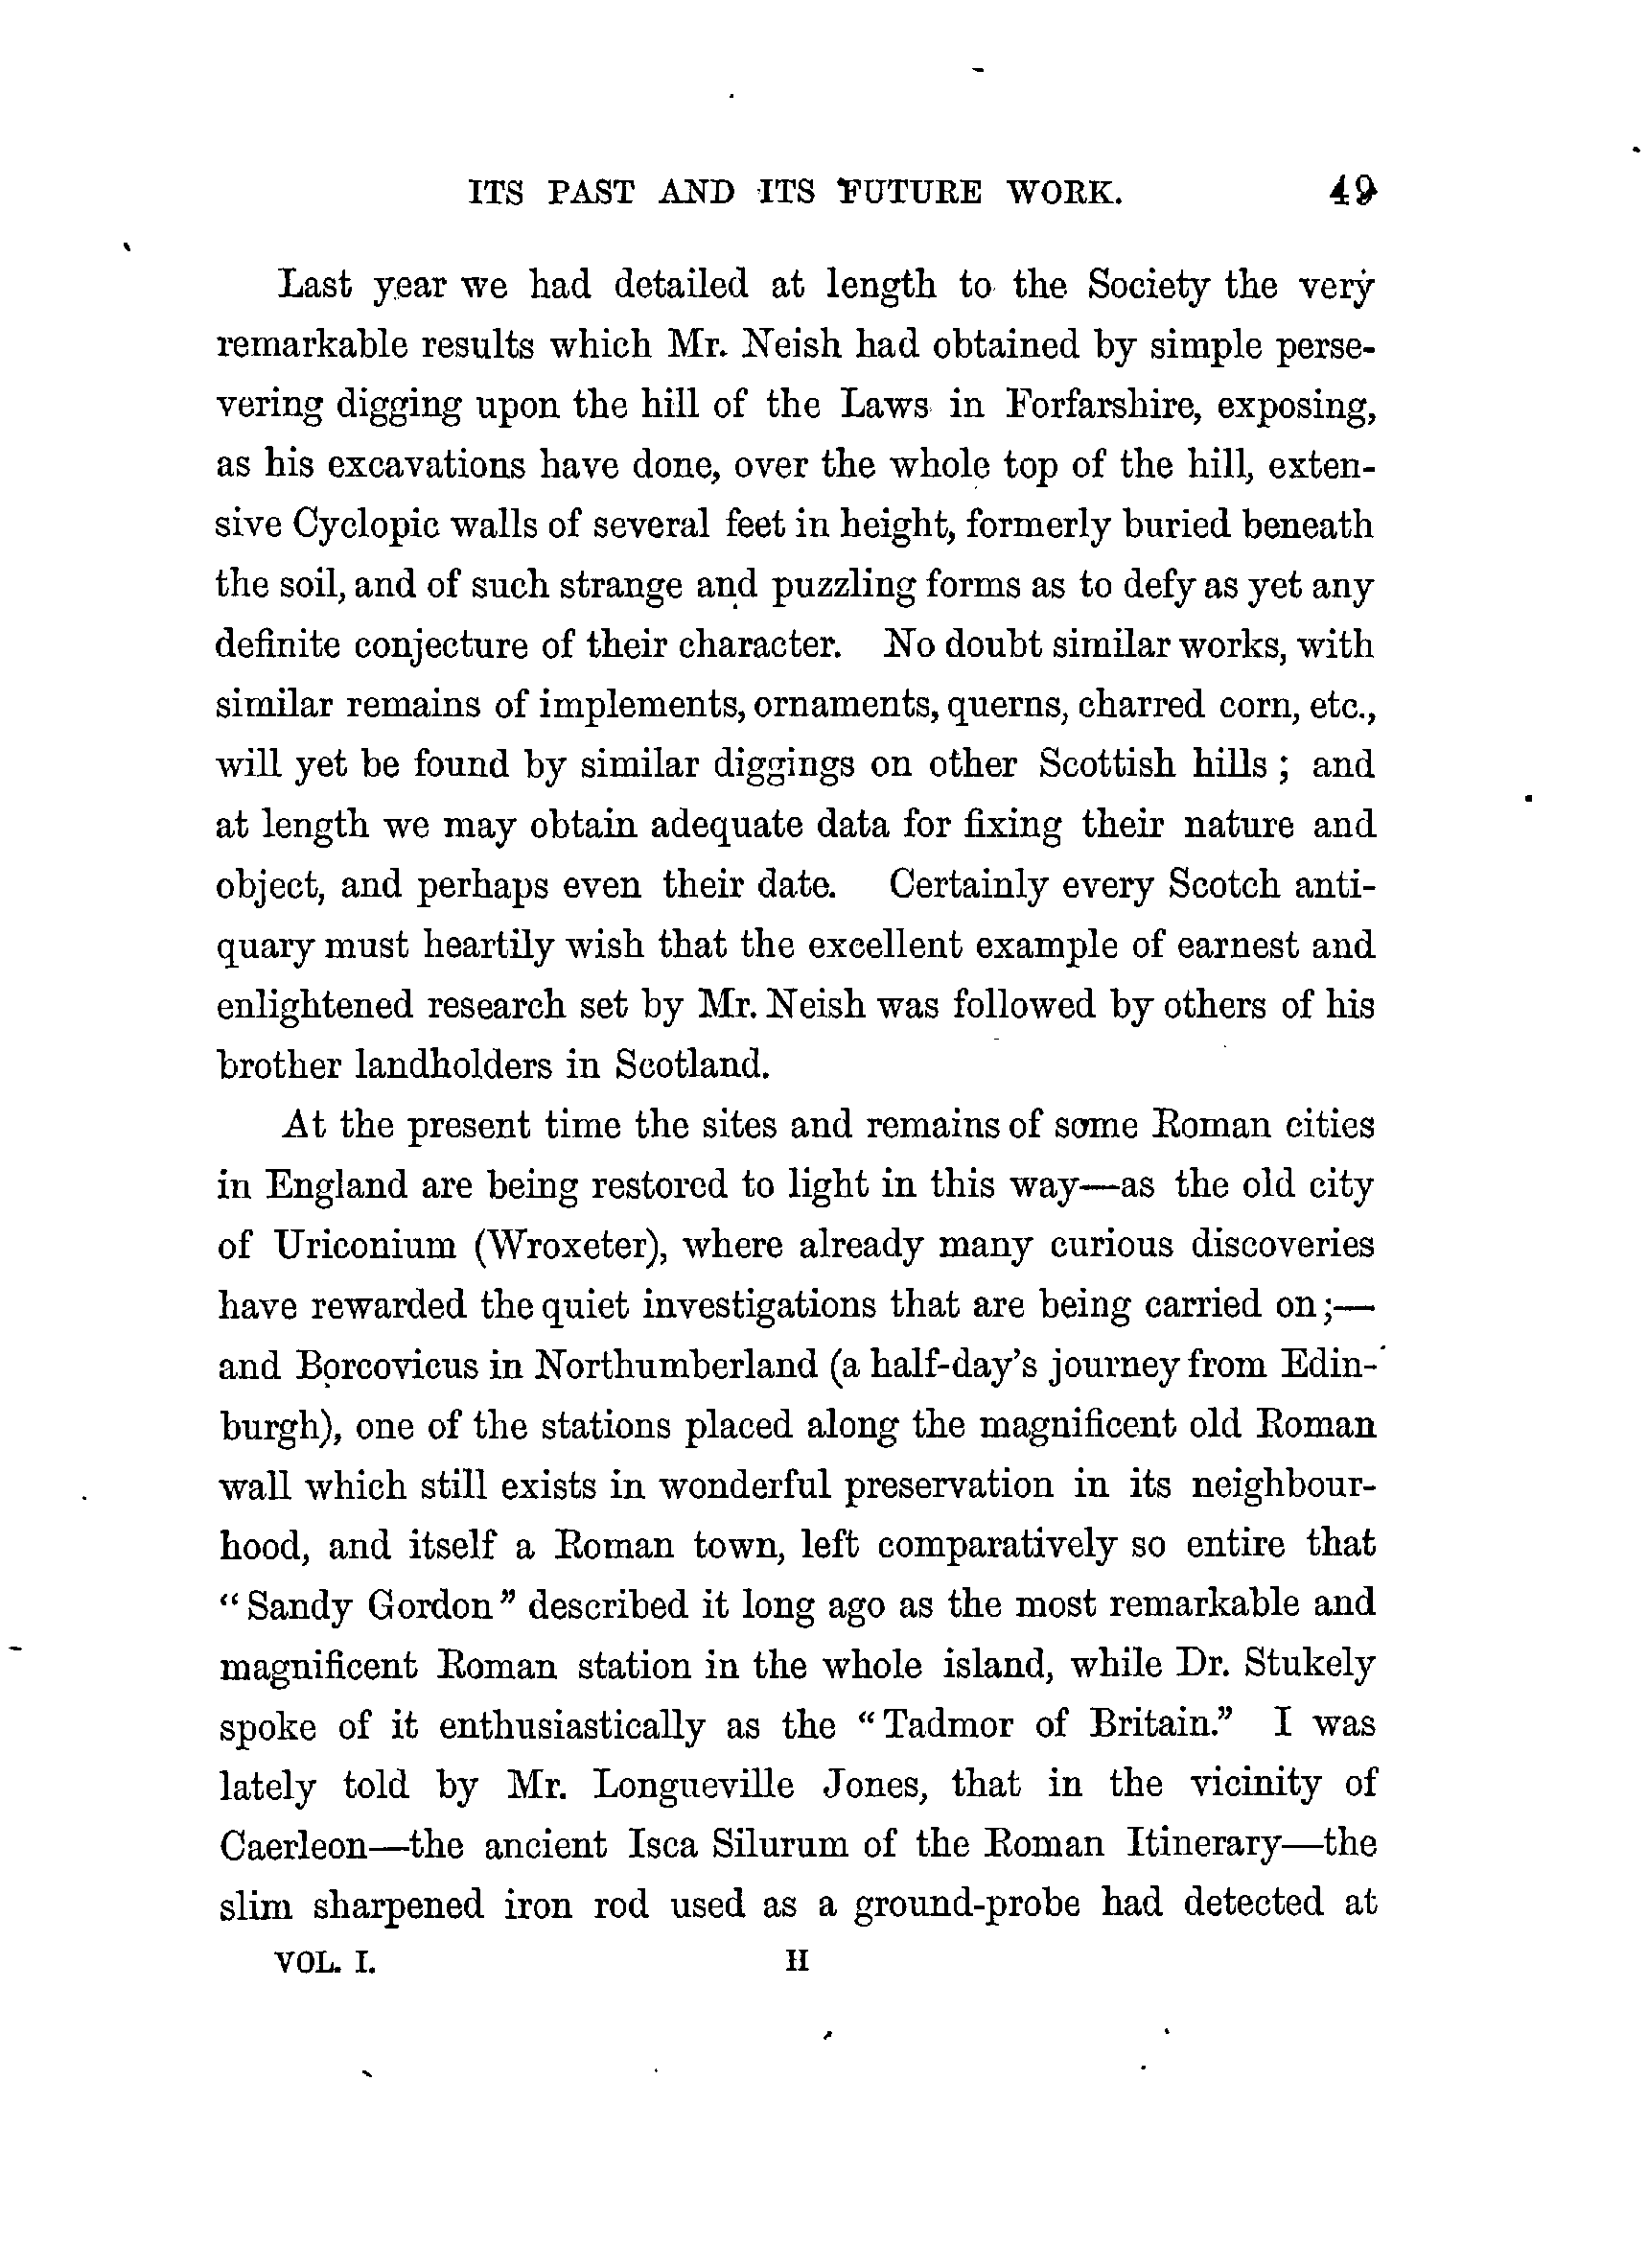 ITS PAST AND ITS FUTURE WORK. 49
Last year we had detailed at length to the Society the very
remarkable results which Mr. Neish had obtained by simple perse-
vering digging upon the hill of the Laws in Forfarshire, exposing,
as his excavations have done, over the whole top of the hill, exten-
sive Cyclopic walls of several feet in height, formerly buried beneath
the soil, and of such strange and puzzling forms as to defy as yet any
definite conjecture of their character. No doubt similar works, with
similar remains of implements, ornaments, querns, charred corn, etc.,
will yet be found by similar diggings on other Scottish hills ; and
at length we may obtain adequate data for fixing their nature and
object, and perhaps even their date. Certainly every Scotch anti-
quary must heartily wish that the excellent example of earnest and
enlightened research set by Mr. Neish was followed by others of his
brother landholders in Scotland.
At the present time the sites and remains of some Roman cities
in England are being restored to light in this way—as the old city
of Uriconium (Wroxeter), where already many curious discoveries
have rewarded the quiet investigations that are being carried on ;—
and Borcovicus in Northumberland (a half-day's journey from Edin-
burgh), one of the stations placed along the magnificent old Roman
wall which still exists in wonderful preservation in its neighbour-
hood, and itself a Roman town, left comparatively so entire that
“Sandy Gordon” described it long ago as the most remarkable and
magnificent Roman station in the whole island, while Dr. Stukely
spoke of it enthusiastically as the “Tadmor of Britain.” I was
lately told by Mr. Longueville Jones, that in the vicinity of
Caerleon—the ancient Isca Silurum of the Roman Itinerary—the
slim sharpened iron rod used as a ground-probe had detected at
VOL. I. H